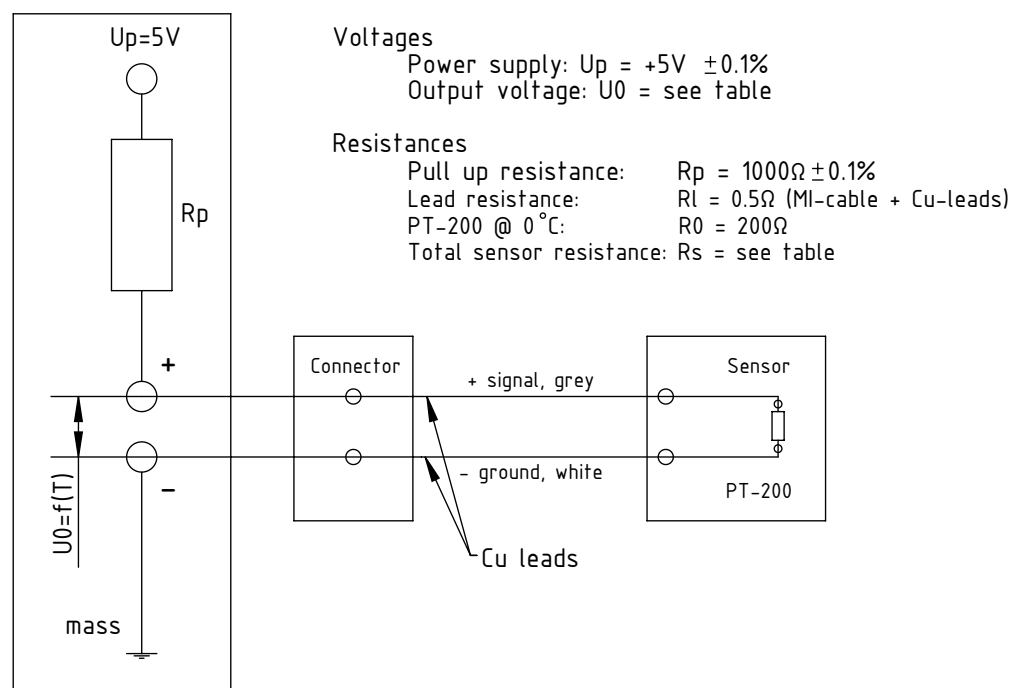 Up=5V
Rp
+
-
U0=f(T)
mass
Voltages
Power supply: Up = +5V ±0.1%
Output voltage: U0 = see table
Resistances
Pull up resistance: Rp = 1000Ω ±0.1%
Lead resistance: Rl = 0.5Ω (MI-cable + Cu-leads)
PT-200 @ 0°C: R0 = 200Ω
Total sensor resistance: Rs = see table
Connector
+ signal, grey
- ground, white
Cu leads
Sensor
PT-200